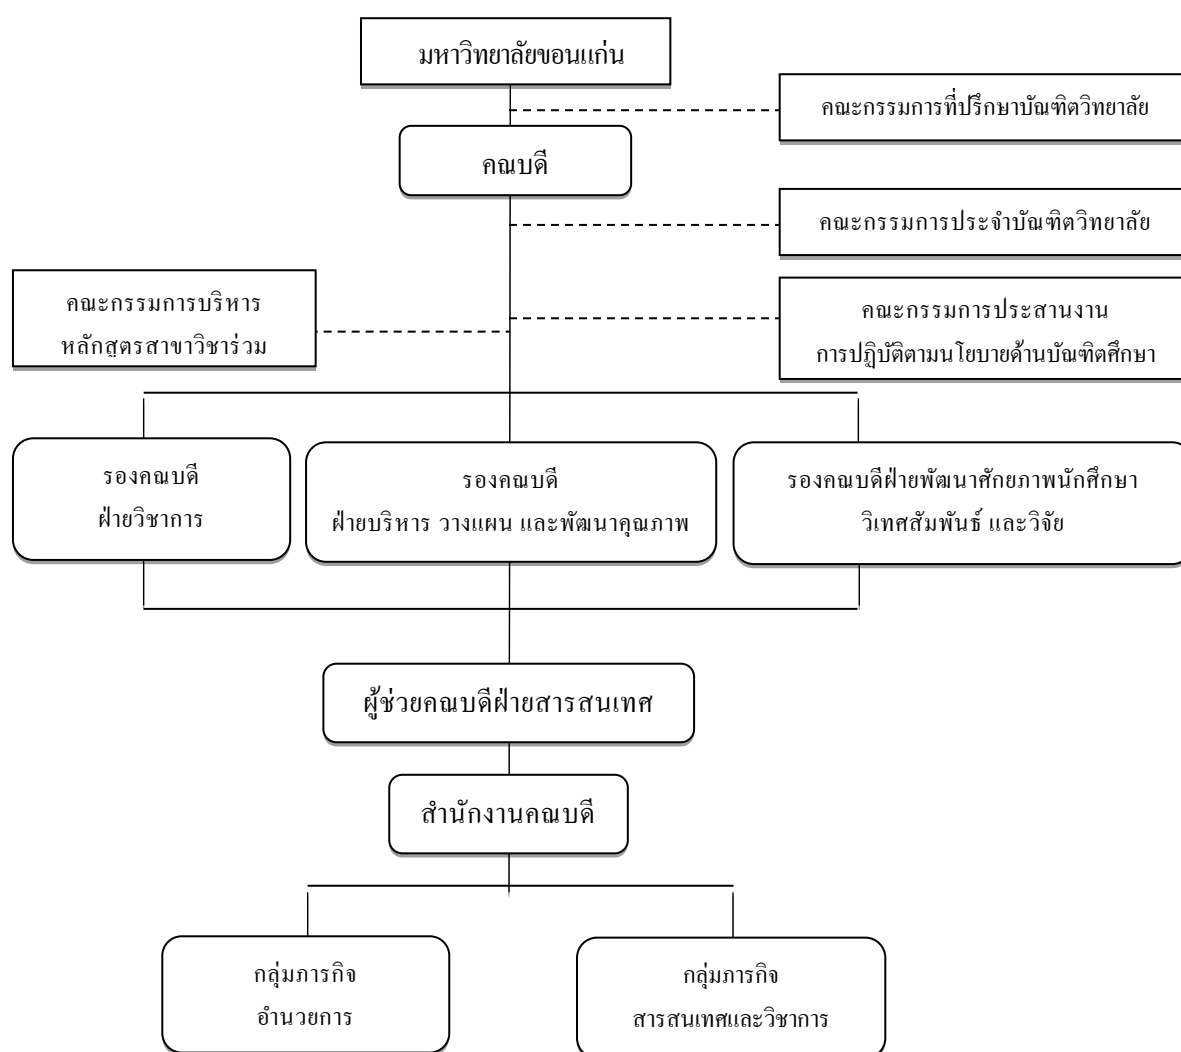 มหาวิทยาลัยขอนแก่น
คณะกรรมการที่ปรึกษาบัณฑิตวิทยาลัย
คณบดี
คณะกรรมการประจำบัณฑิตวิทยาลัย
คณะกรรมการบริหาร
หลักสูตรสาขาวิชาร่วม
คณะกรรมการประสานงาน
การปฏิบัติตามนโยบายด้านบัณฑิตศึกษา
รองคณบดี
ฝ่ายวิชาการ
รองคณบดี
ฝ่ายบริหาร วางแผน และพัฒนาคุณภาพ
รองคณบดีฝ่ายพัฒนาศักยภาพนักศึกษา
วิเทศสัมพันธ์ และวิจัย
ผู้ช่วยคณบดีฝ่ายสารสนเทศ
สำนักงานคณบดี
กลุ่มภารกิจ
อำนวยการ
กลุ่มภารกิจ
สารสนเทศและวิชาการ